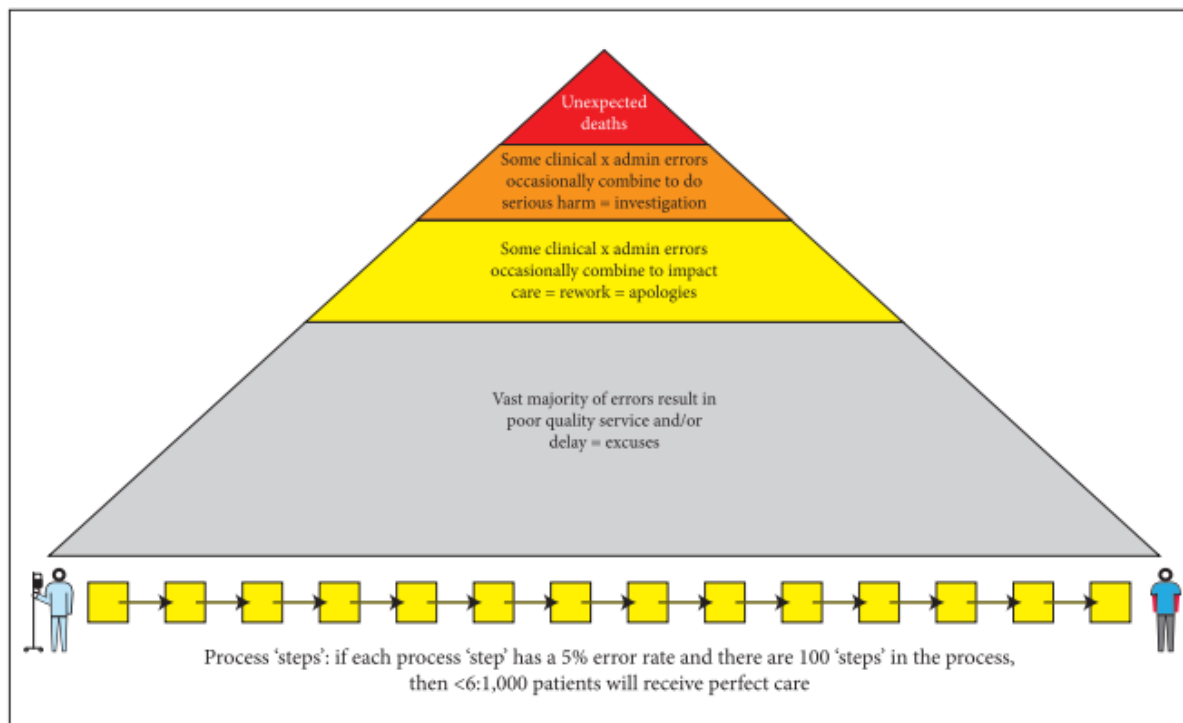 Unexpected
deaths
Some clinical x admin errors
occasionally combine to do
serious harm = investigation
Some clinical x admin errors
occasionally combine to impact
care = rework = apologies
Vast majority of errors result in
poor quality service and/or
delay = excuses
Process ‘steps’: if each process ‘step’ has a 5% error rate and there are 100 ‘steps’ in the process,
then <6:1,000 patients will receive perfect care